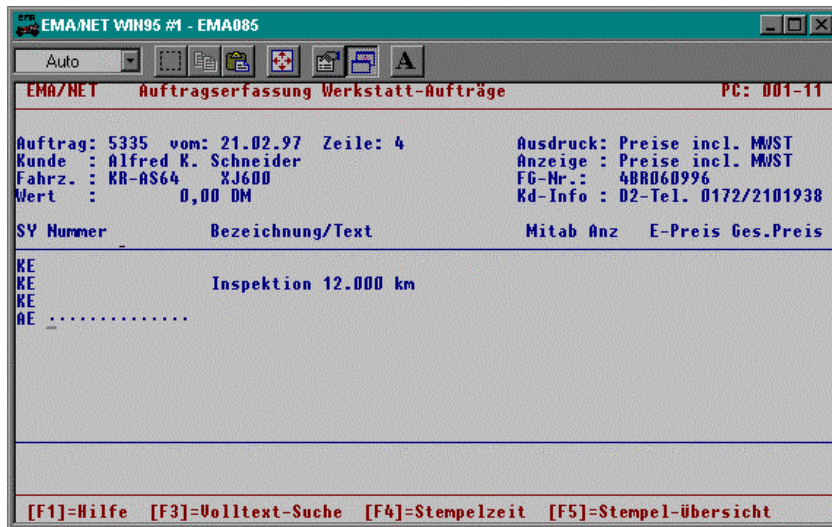 EMA/NET WIN95 #1 - EMA085
Auto
A
EMA/NET Auftragserfassung Werkstatt-Aufträge PC: 001-11
Auftrag: 5335 vom: 21.02.97 Zeile: 4 Ausdruck: Preise incl. MWST
Kunde : Alfred K. Schneider Anzeige : Preise incl. MWST
Fahrz. : KR-AS64 XJ600 FG-Nr.: 4BR060996
Wert : 0,00 DM Kd-Info : D2-Tel. 0172/2101938
SY Nummer Bezeichnung/Text Mitab Anz E-Preis Ges.Preis
KE
KE Inspektion 12.000 km
KE
AE _.............
[F1]=Hilfe [F3]=Volltext-Suche [F4]=Stempelzeit [F5]=Stempel-übersicht